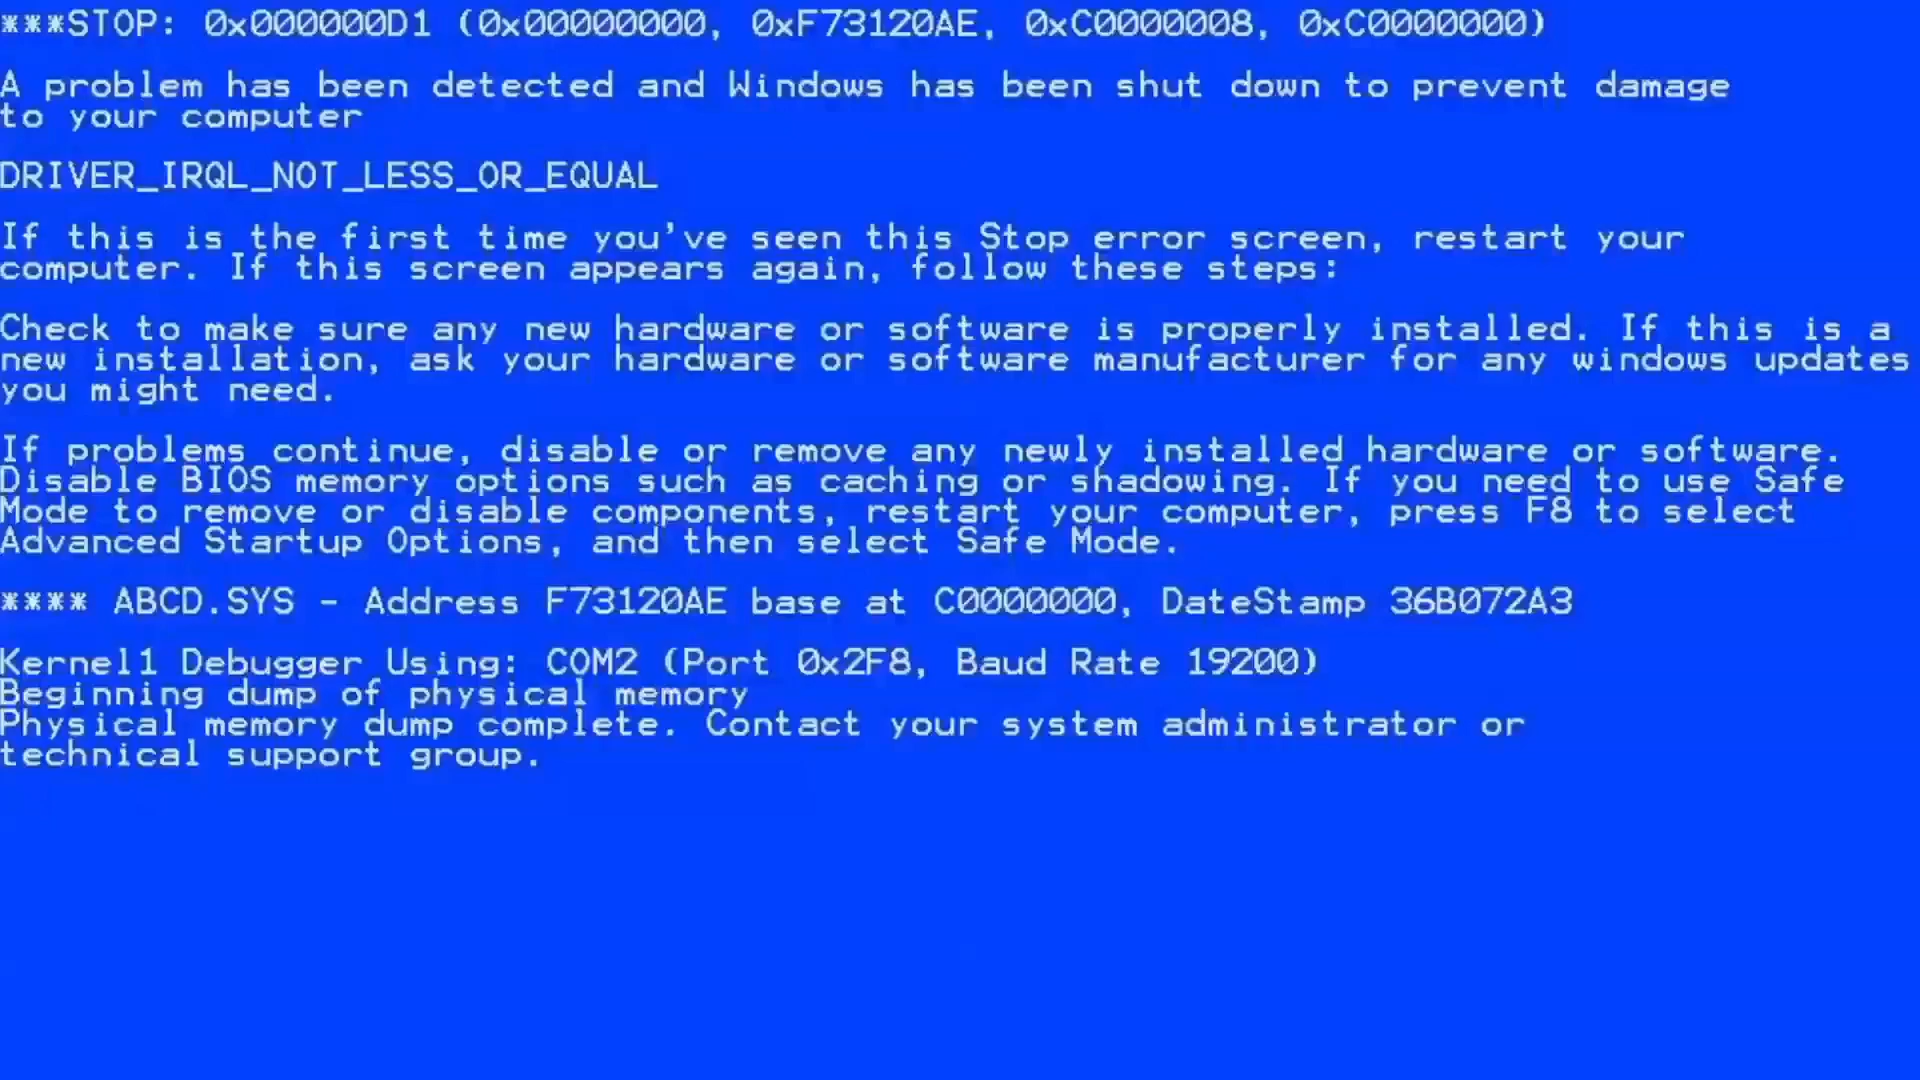 ***STOP: 0x000000D1 (0x00000000, 0xF73120AE, 0xC0000008, 0xC0000000)
A problem has been detected and Windows has been shut down to prevent damage
to your computer
DRIVER_IRQL_NOT_LESS_OR_EQUAL
If this is the first time you've seen this Stop error screen, restart your
computer. If this screen appears again, follow these steps:
Check to make sure any new hardware or software is properly installed. If this is a
new installation, ask your hardware or software manufacturer for any windows updates
you might need.
If problems continue, disable or remove any newly installed hardware or software.
Disable BIOS memory options such as caching or shadowing. If you need to use Safe
Mode to remove or disable components, restart your computer, press F8 to select
Advanced Startup Options, and then select Safe Mode.
**** ABCD.SYS - Address F73120AE base at C0000000, DateStamp 36B072A3
Kernel1 Debugger Using: COM2 (Port 0x2F8, Baud Rate 19200)
Beginning dump of physical memory
Physical memory dump complete. Contact your system administrator or
technical support group.